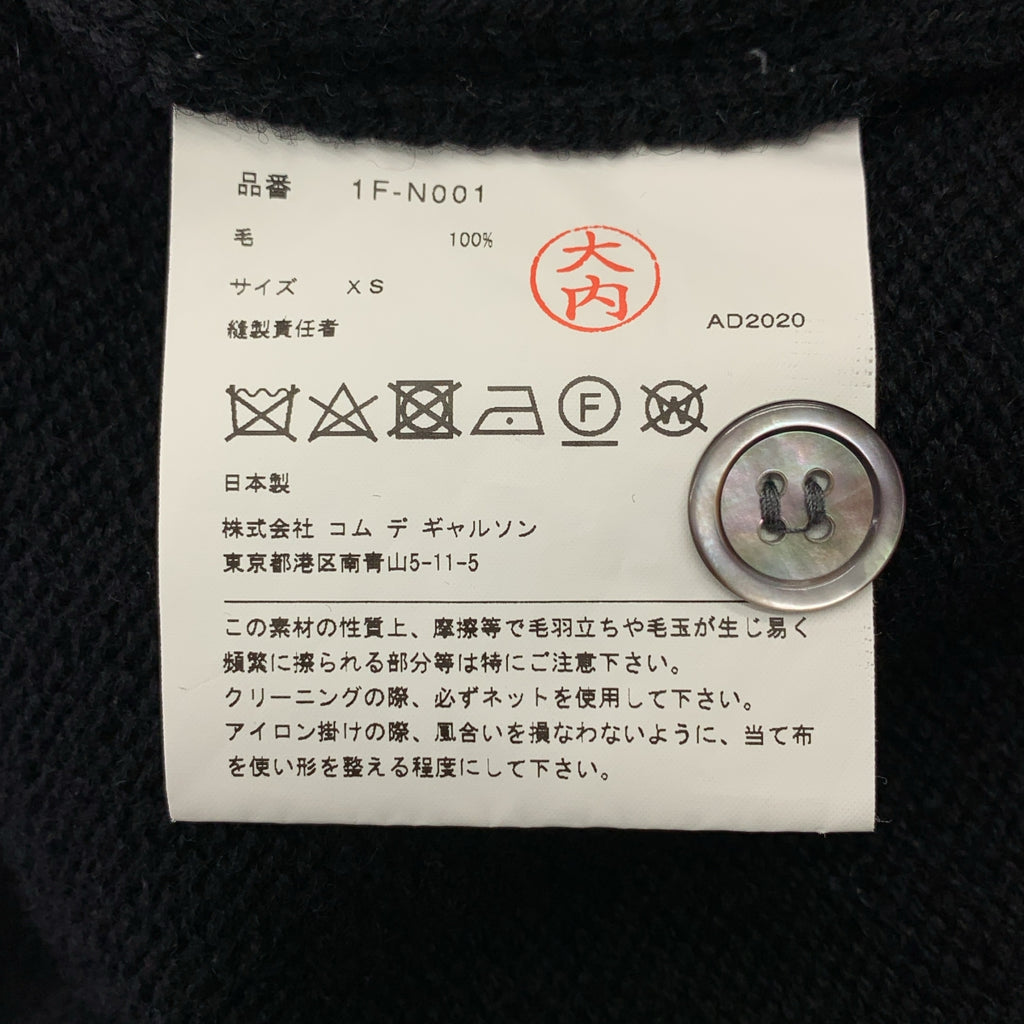 品番 1F-N001
毛 100%
サイズ XS
縫製責任者
大内
AD2020
F
W
日本製
株式会社 コム デ ギャルソン
東京都港区南青山5-11-5
この素材の性質上、摩擦等で毛羽立ちや毛玉が生じ易く
頻繁に擦られる部分等は特にご注意下さい。
クリーニングの際、必ずネットを使用して下さい。
アイロン掛けの際、風合いを損なわないように、当て布
を使い形を整える程度にして下さい。